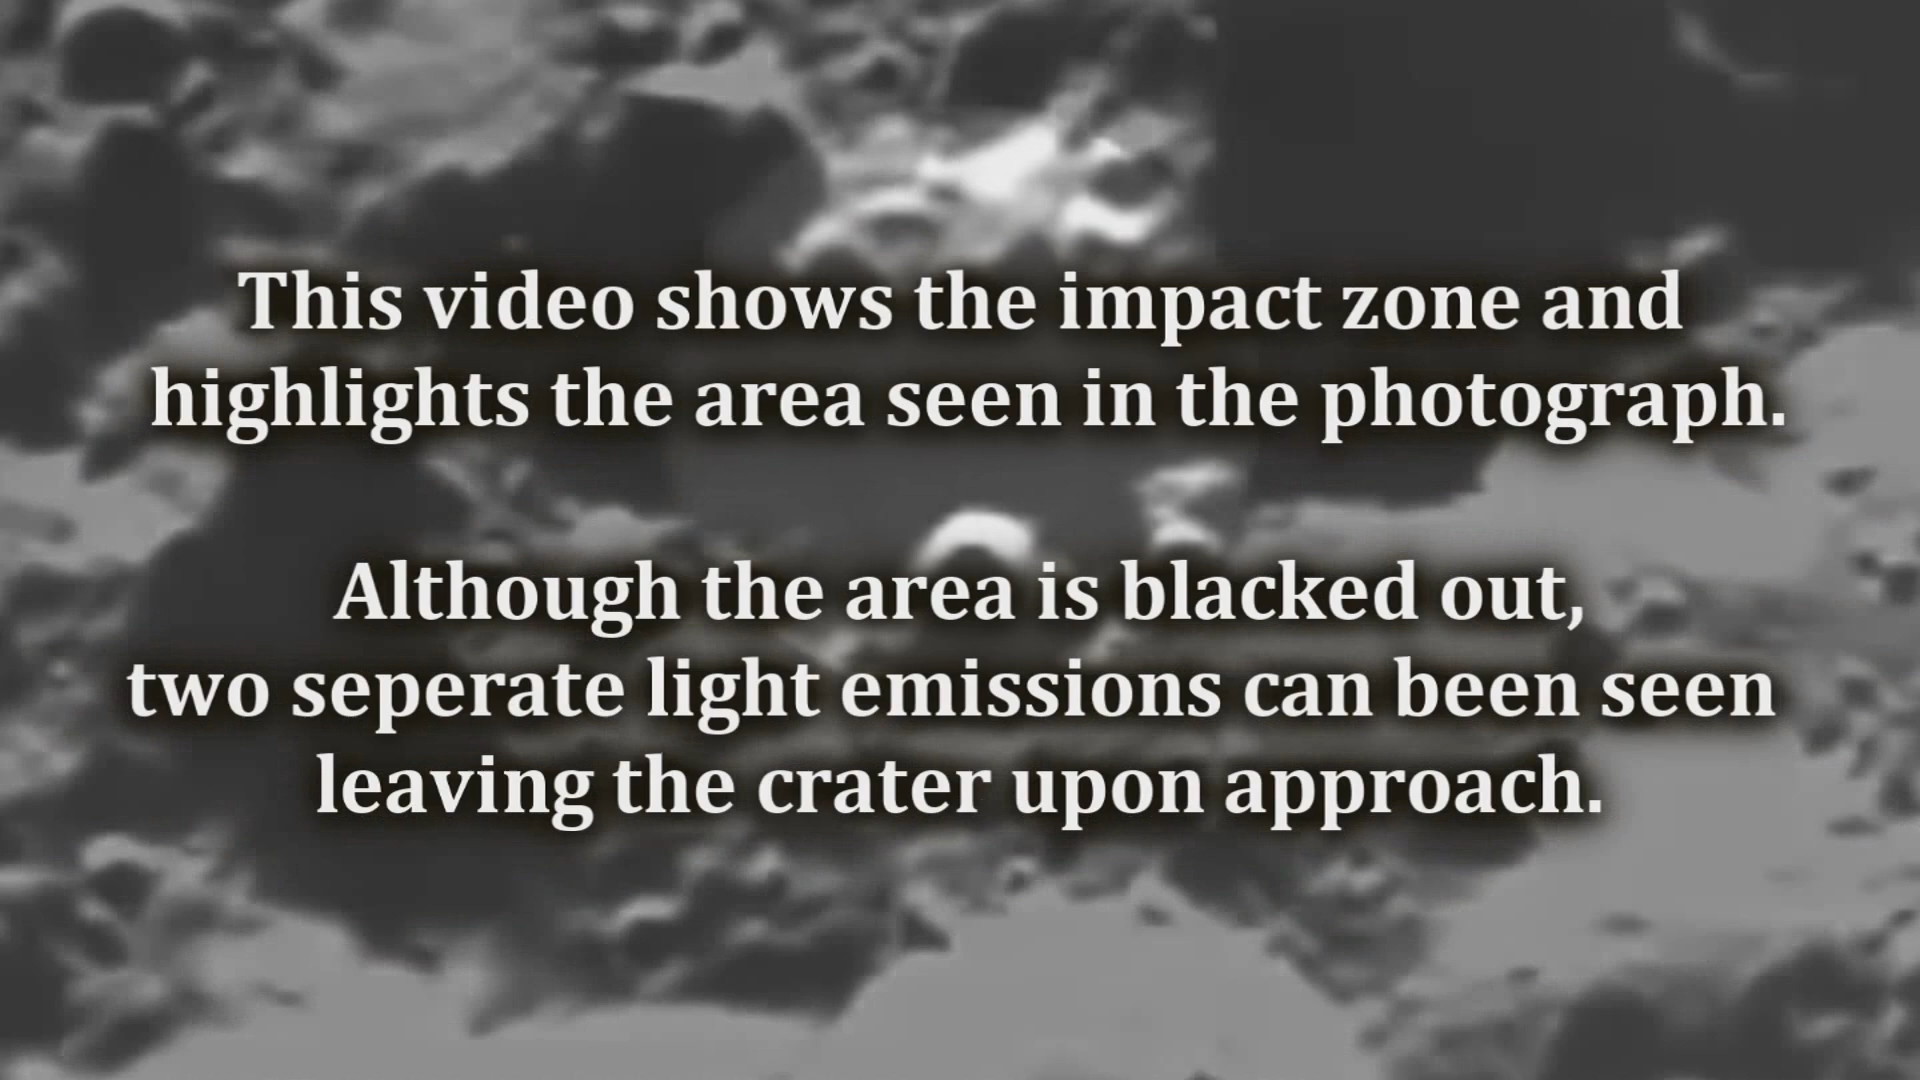 This video shows the impact zone and
highlights the area seen in the photograph.
Although the area is blacked out,
two seperate light emissions can been seen
leaving the crater upon approach.